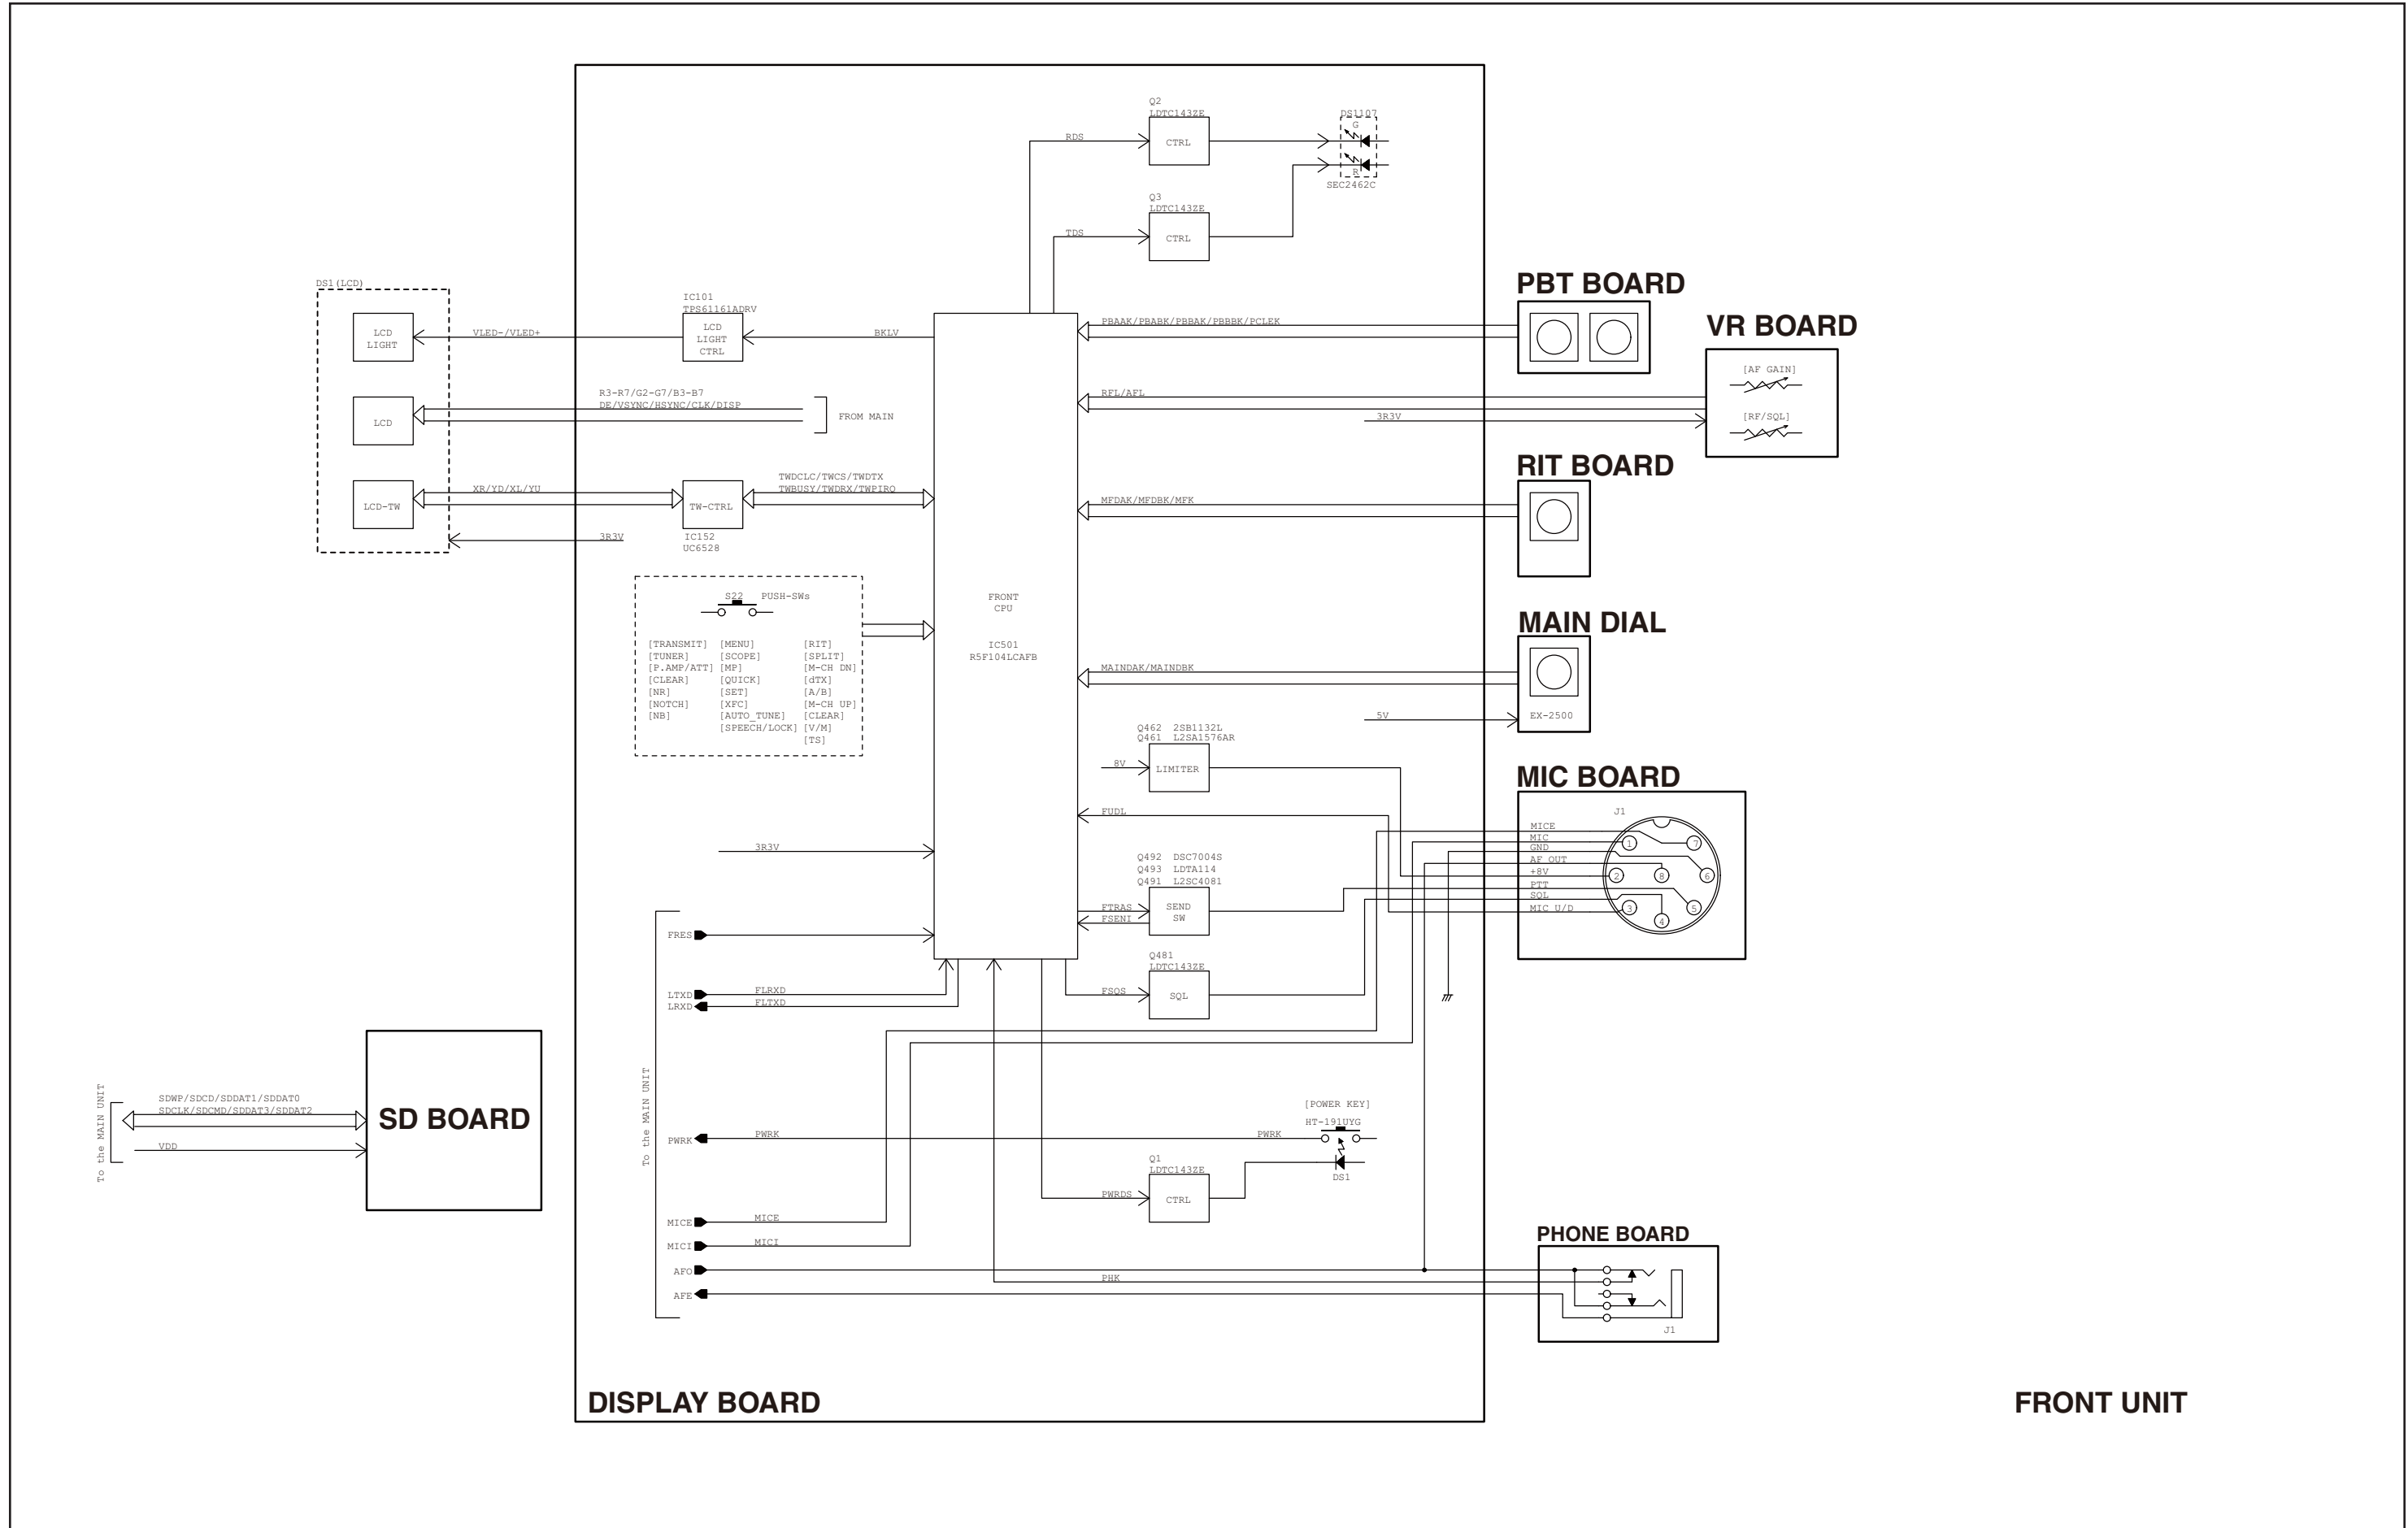 Q2
LDTC143ZE
RDS
CTRL
DS1107
G
R
SEC2462C
Q3
LDTC143ZE
TDS
CTRL
DS1(LCD)
LCD
LIGHT
VLED-/VLED+
IC101
TPS61161ADRV
LCD
LIGHT
CTRL
BKLV
LCD
R3-R7/G2-G7/B3-B7
DE/VSYNC/HSYNC/CLK/DISP
FROM MAIN
LCD-TW
XR/YD/XL/YU
TW-CTRL
IC152
UC6528
TWDCLC/TWCS/TWDTX
TWBUSY/TWDRX/TWPIRQ
3R3V
S22 PUSH-SWs
[TRANSMIT] [MENU] [RIT]
[TUNER] [SCOPE] [SPLIT]
[P.AMP/ATT] [MP] [M-CH DN]
[CLEAR] [QUICK] [dTX]
[NR] [SET] [A/B]
[NOTCH] [XFC] [M-CH UP]
[NB] [AUTO_TUNE] [CLEAR]
[SPEECH/LOCK] [V/M]
[TS]
FRONT
CPU
IC501
R5F104LCAFB
PBT BOARD
PBAAK/PBABK/PBBAK/PBBBK/PCLEK
VR BOARD
[AF GAIN]
[RF/SQL]
RFL/AFL
3R3V
RIT BOARD
MFDAK/MFDBK/MFK
MAIN DIAL
MAINDAK/MAINDBK
EX-2500
5V
Q462 2SB1132L
Q461 L2SA1576AR
8V
LIMITER
FUDL
MIC BOARD
J1
MICE
MIC
GND
AF OUT
+8V
PTT
SQL
MIC U/D
1
7
2
8
6
3
5
4
3R3V
Q492 DSC7004S
Q493 LDTA114
Q491 L2SC4081
FTRAS
FSENI
SEND
SW
Q481
LDTC143ZE
FSQS
SQL
To the MAIN UNIT
FRES
LTXD
FLRXD
LRXD
FLTXD
PWRK
PWRK
PWRK
[POWER KEY]
HT-191UYG
DS1
Q1
LDTC143ZE
PWRDS
CTRL
MICE
MICE
MICI
MICI
AFO
PHK
AFE
PHONE BOARD
J1
To the MAIN UNIT
SDWP/SDCD/SDDAT1/SDDAT0
SDCLK/SDCMD/SDDAT3/SDDAT2
VDD
SD BOARD
DISPLAY BOARD
FRONT UNIT